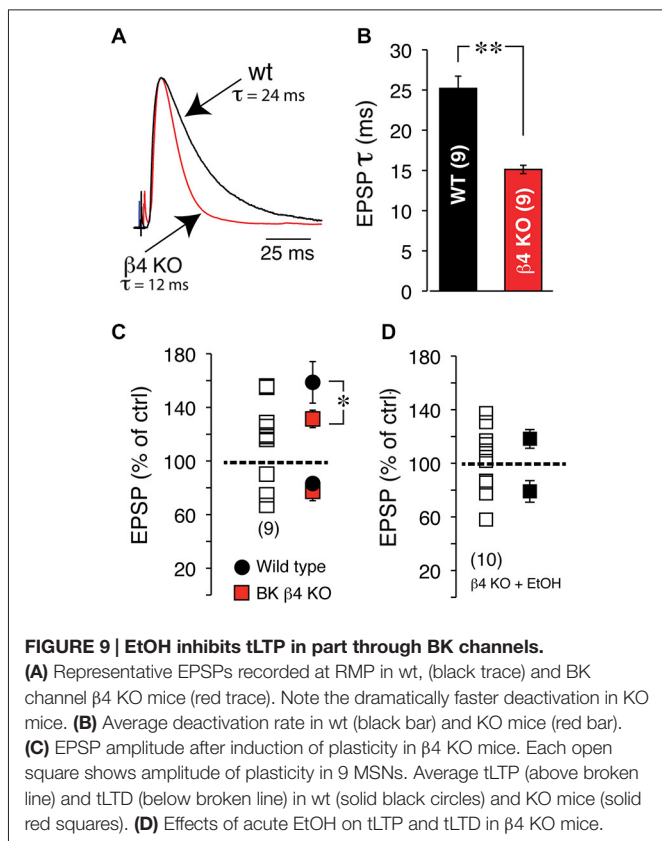 A
wt
τ = 24 ms
β4 KO
τ = 12 ms
25 ms
B
**
30
25
20
15
10
5
0
EPSP τ (ms)
WT (9)
β4 KO (9)
C
180
140
100
60
20
EPSP (% of ctrl)
*
(9)
Wild type
BK β4 KO
D
180
140
100
60
20
EPSP (% of ctrl)
(10)
β4 KO + EtOH
FIGURE 9 | EtOH inhibits tLTP in part through BK channels.
(A) Representative EPSPs recorded at RMP in wt, (black trace) and BK
channel β4 KO mice (red trace). Note the dramatically faster deactivation in KO
mice. (B) Average deactivation rate in wt (black bar) and KO mice (red bar).
(C) EPSP amplitude after induction of plasticity in β4 KO mice. Each open
square shows amplitude of plasticity in 9 MSNs. Average tLTP (above broken
line) and tLTD (below broken line) in wt (solid black circles) and KO mice (solid
red squares). (D) Effects of acute EtOH on tLTP and tLTD in β4 KO mice.